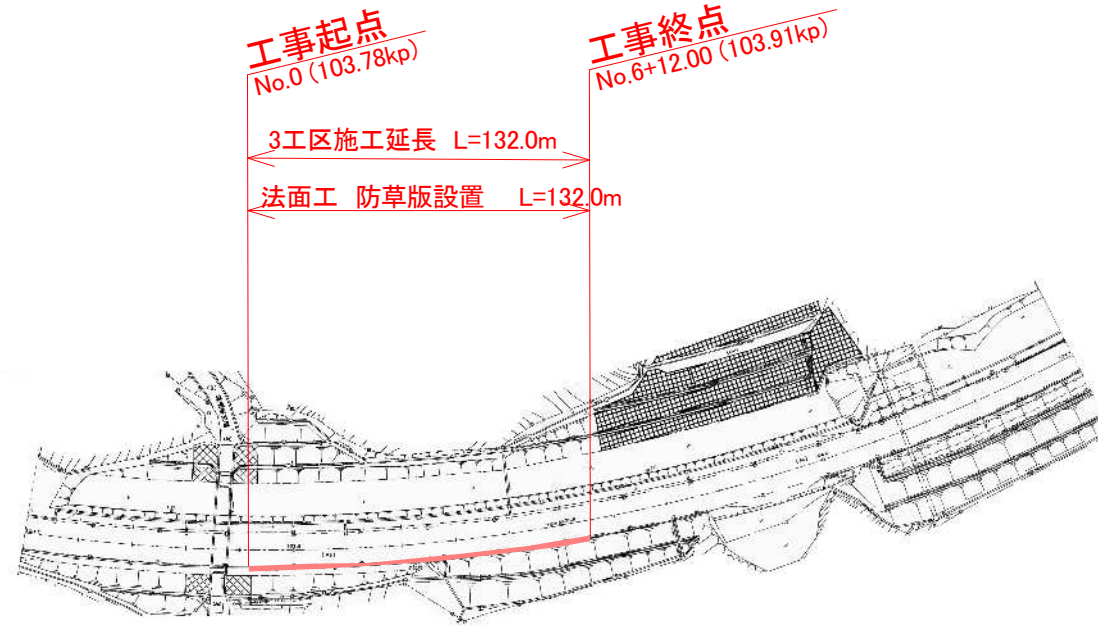 工事起点
No.0 (103.78kp)
工事終点
No.6+12.00 (103.91kp)
3工区施工延長 L=132.0m
法面工 防草版設置 L=132.0m